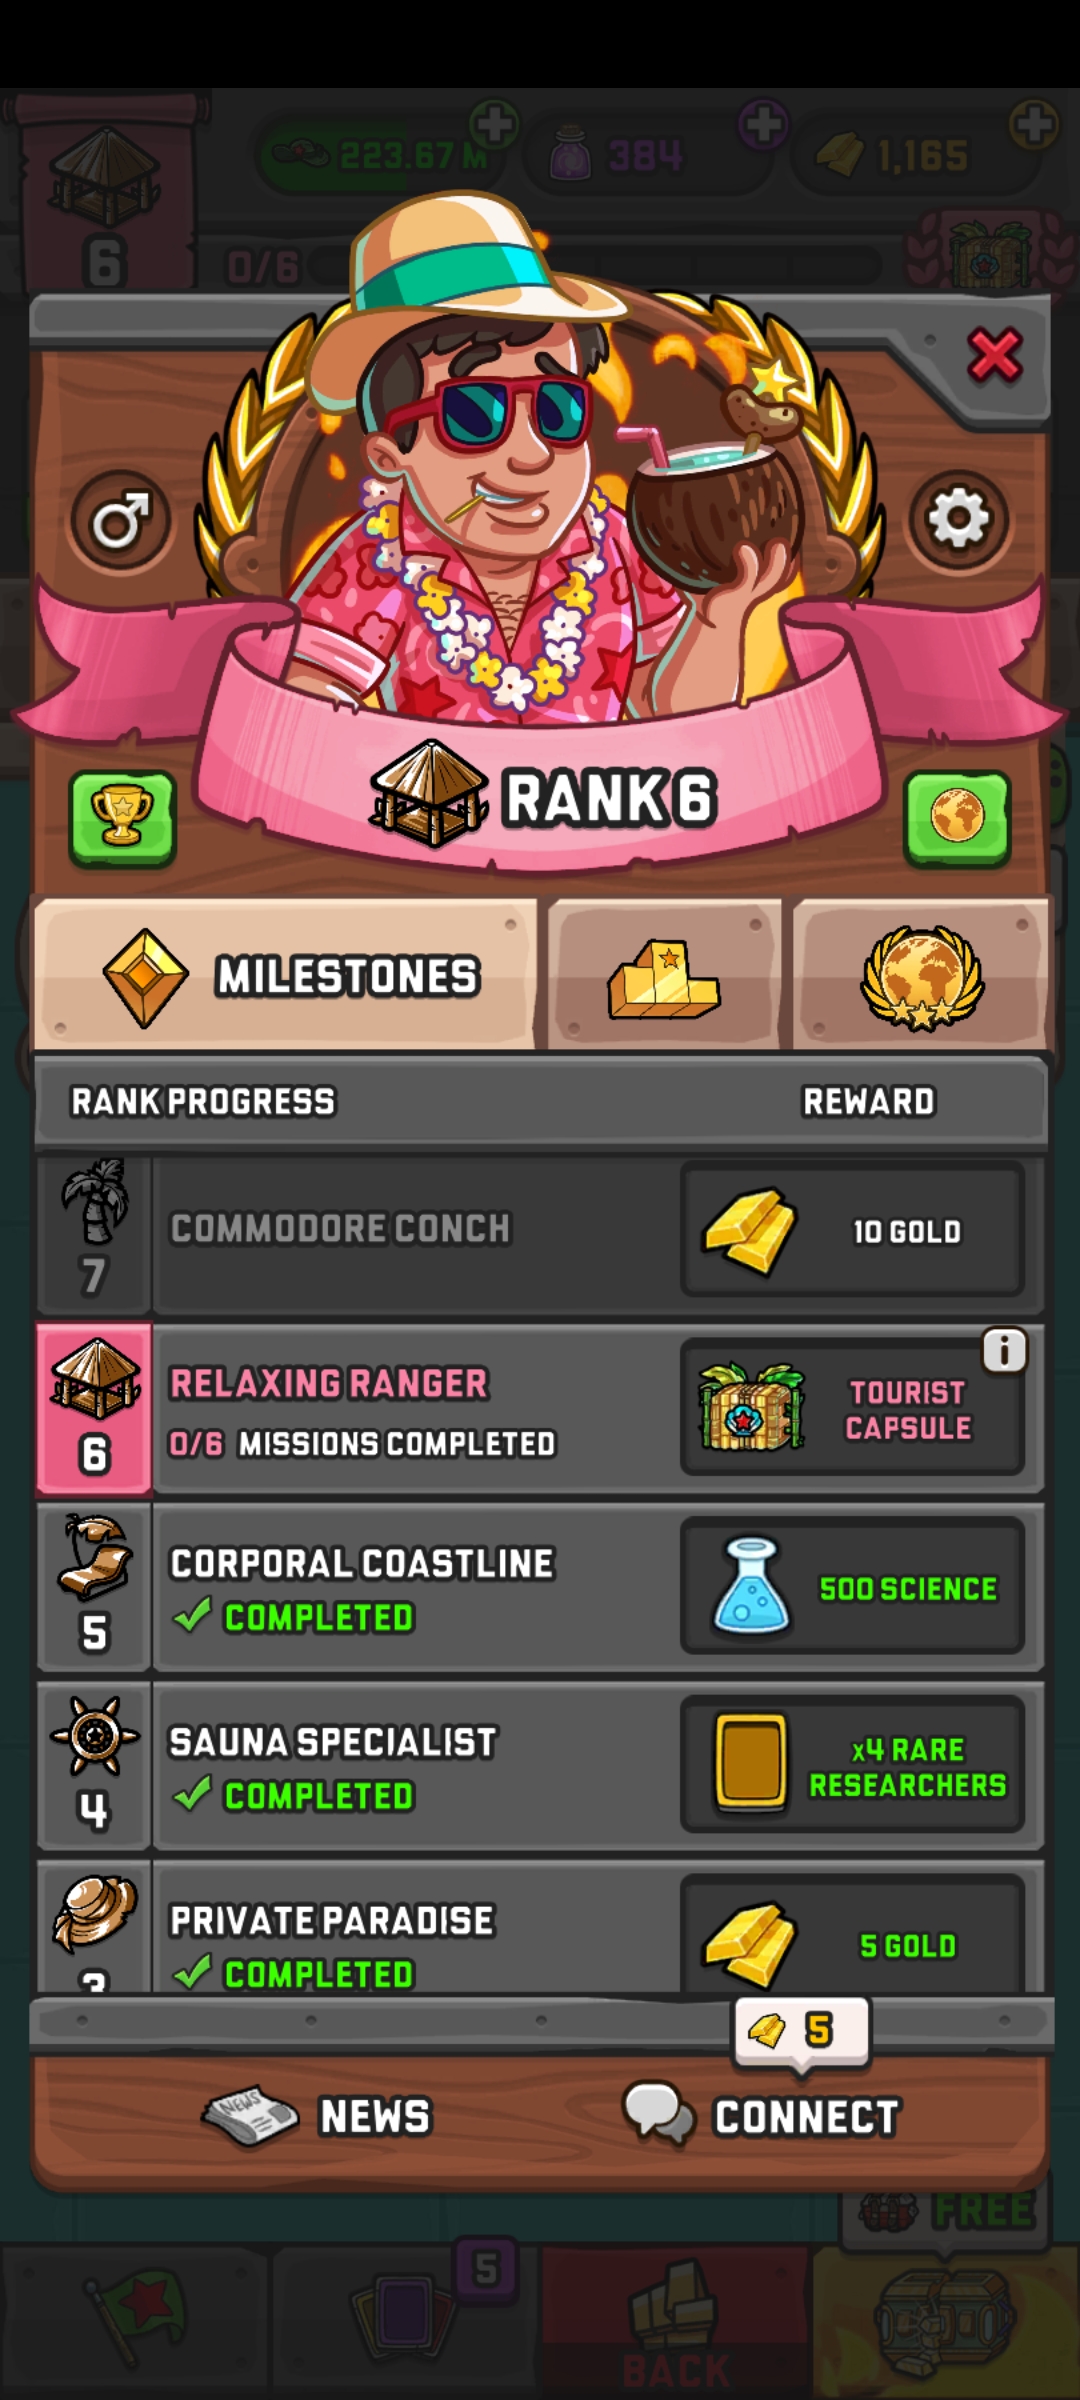 223.67 M
384
1,165
6
0/6
RANK 6
MILESTONES
RANK PROGRESS
REWARD
7
COMMODORE CONCH
10 GOLD
6
RELAXING RANGER
0/6 MISSIONS COMPLETED
TOURIST
CAPSULE
i
5
CORPORAL COASTLINE
COMPLETED
500 SCIENCE
4
SAUNA SPECIALIST
COMPLETED
x4 RARE
RESEARCHERS
3
PRIVATE PARADISE
COMPLETED
5 GOLD
5
NEWS
NEWS
CONNECT
FREE
5
BACK